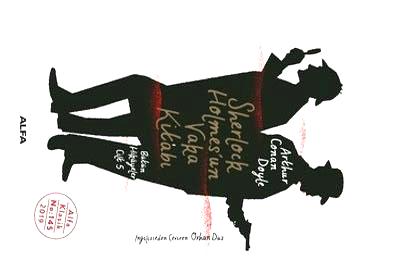 Arthur
Conan
Doyle
Sherlock
Holmes'un
Vaka
Kitabı
Bütün
Hikâyeler
Cilt 5
İngilizceden Çeviren Orhan Düz
ALFA
Alfa
Klasik
No:145
2019